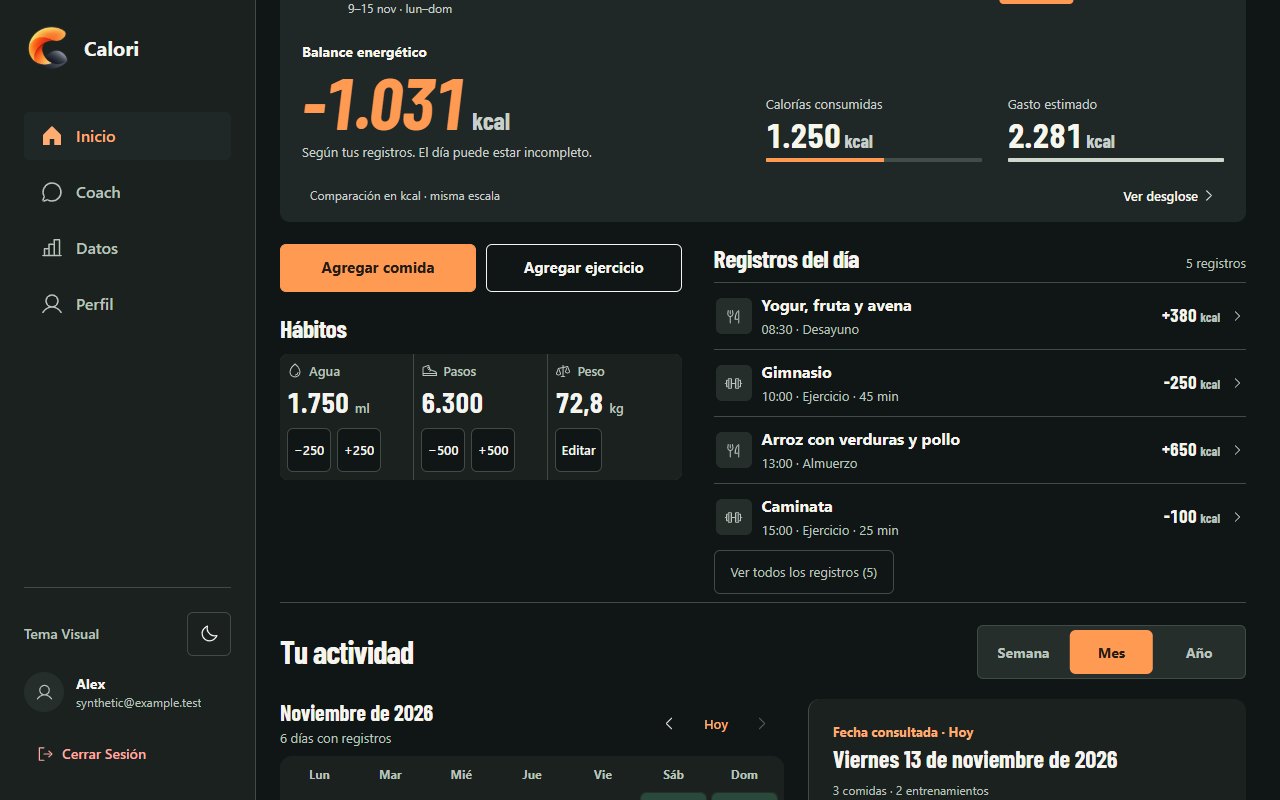 Calori
Inicio
Coach
Datos
Perfil
Tema Visual
Alex
synthetic@example.test
Cerrar Sesión
9–15 nov · lun–dom
Balance energético
-1.031 kcal
Según tus registros. El día puede estar incompleto.
Calorías consumidas
1.250 kcal
Gasto estimado
2.281 kcal
Comparación en kcal · misma escala
Ver desglose
Agregar comida
Agregar ejercicio
Hábitos
Agua
1.750 ml
−250
+250
Pasos
6.300
−500
+500
Peso
72,8 kg
Editar
Registros del día
5 registros
Yogur, fruta y avena
08:30 · Desayuno
+380 kcal
Gimnasio
10:00 · Ejercicio · 45 min
-250 kcal
Arroz con verduras y pollo
13:00 · Almuerzo
+650 kcal
Caminata
15:00 · Ejercicio · 25 min
-100 kcal
Ver todos los registros (5)
Tu actividad
Semana
Mes
Año
Noviembre de 2026
6 días con registros
Hoy
Lun Mar Mié Jue Vie Sáb Dom
Fecha consultada · Hoy
Viernes 13 de noviembre de 2026
3 comidas · 2 entrenamientos